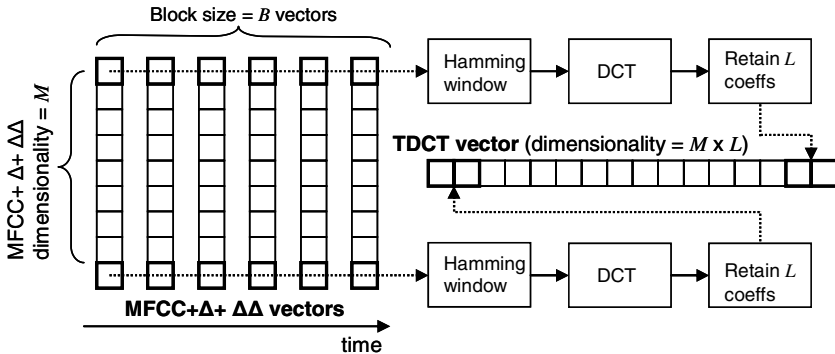 Block size = B vectors
MFCC+ Δ+ ΔΔ
dimensionality = M
Hamming
window
DCT
Retain L
coeffs
TDCT vector (dimensionality = M x L)
Hamming
window
DCT
Retain L
coeffs
MFCC+Δ+ ΔΔ vectors
time